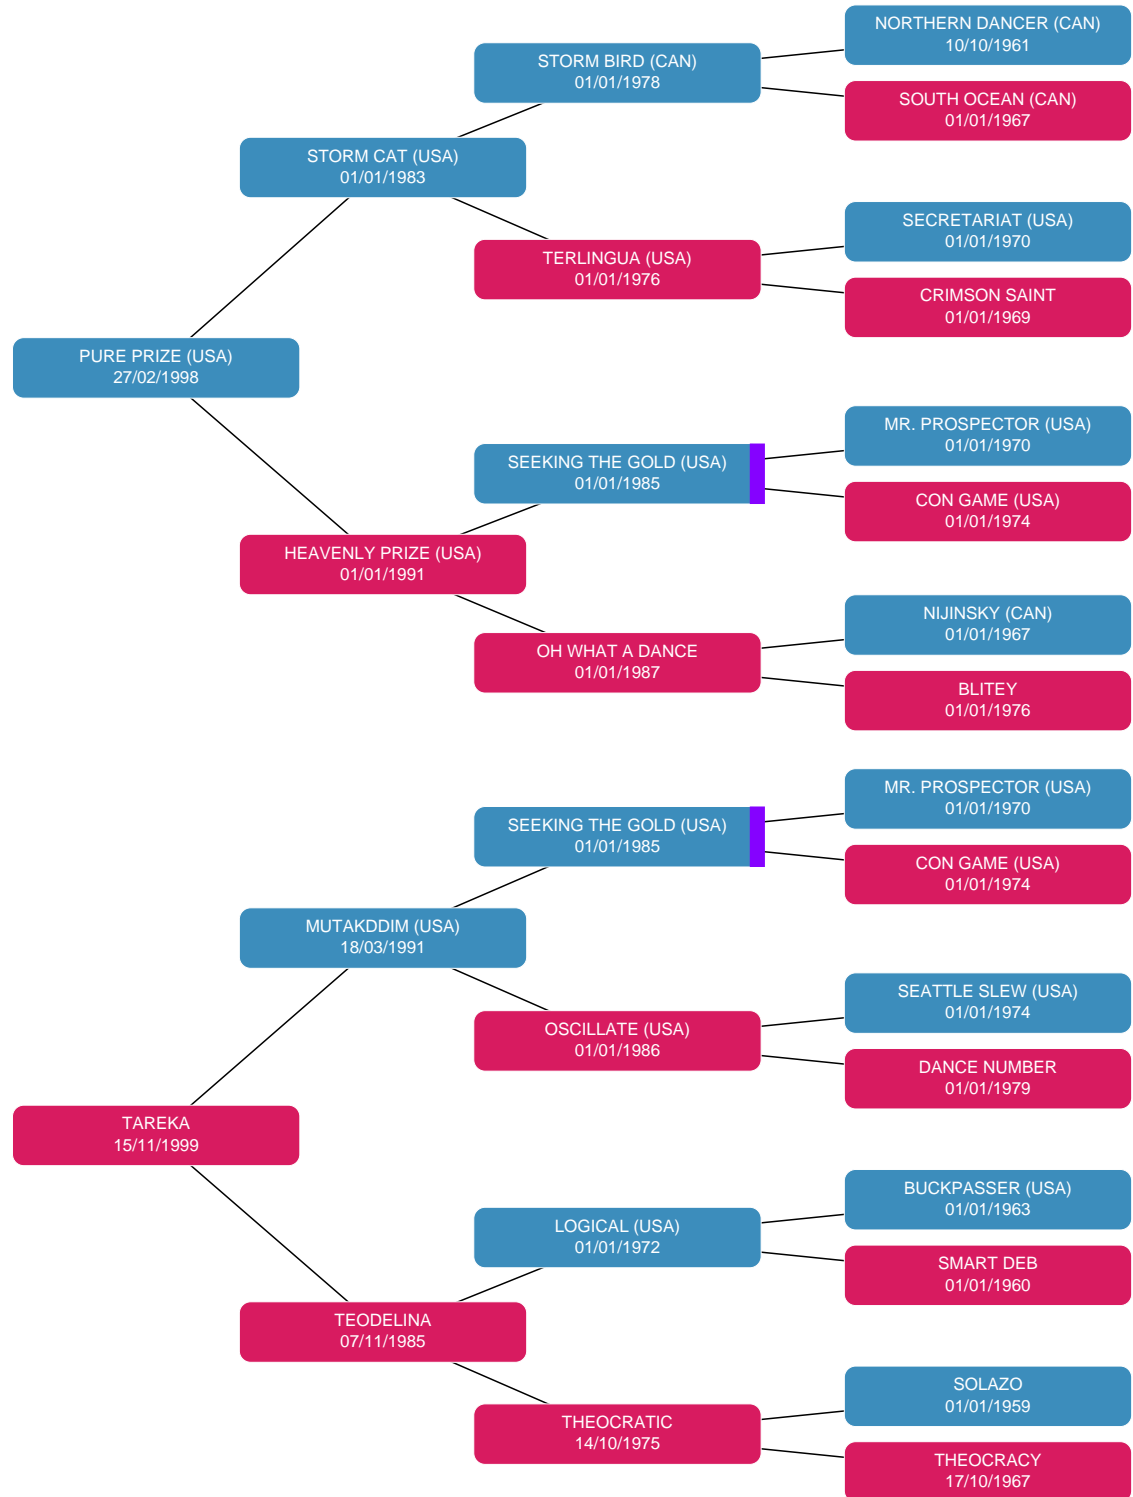 NORTHERN DANCER (CAN)
10/10/1961
STORM BIRD (CAN)
01/01/1978
SOUTH OCEAN (CAN)
01/01/1967
STORM CAT (USA)
01/01/1983
SECRETARIAT (USA)
01/01/1970
TERLINGUA (USA)
01/01/1976
CRIMSON SAINT
01/01/1969
PURE PRIZE (USA)
27/02/1998
MR. PROSPECTOR (USA)
01/01/1970
SEEKING THE GOLD (USA)
01/01/1985
CON GAME (USA)
01/01/1974
HEAVENLY PRIZE (USA)
01/01/1991
NIJINSKY (CAN)
01/01/1967
OH WHAT A DANCE
01/01/1987
BLITEY
01/01/1976
MR. PROSPECTOR (USA)
01/01/1970
SEEKING THE GOLD (USA)
01/01/1985
CON GAME (USA)
01/01/1974
MUTAKDDIM (USA)
18/03/1991
SEATTLE SLEW (USA)
01/01/1974
OSCILLATE (USA)
01/01/1986
DANCE NUMBER
01/01/1979
TAREKA
15/11/1999
BUCKPASSER (USA)
01/01/1963
LOGICAL (USA)
01/01/1972
SMART DEB
01/01/1960
TEODELINA
07/11/1985
SOLAZO
01/01/1959
THEOCRATIC
14/10/1975
THEOCRACY
17/10/1967